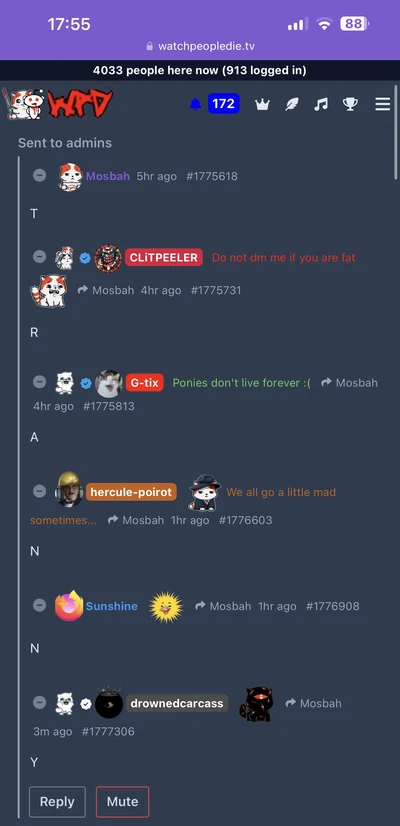 17:55
88
watchpeopledie.tv
4033 people here now (913 logged in)
WPD
172
Sent to admins
Mosbah 5hr ago #1775618
T
CLiTPEELER Do not dm me if you are fat
Mosbah 4hr ago #1775731
R
G-tix Ponies don't live forever :( Mosbah
4hr ago #1775813
A
hercule-poirot We all go a little mad
sometimes... Mosbah 1hr ago #1776603
N
Sunshine Mosbah 1hr ago #1776908
N
drownedcarcass Mosbah
3m ago #1777306
Y
Reply Mute